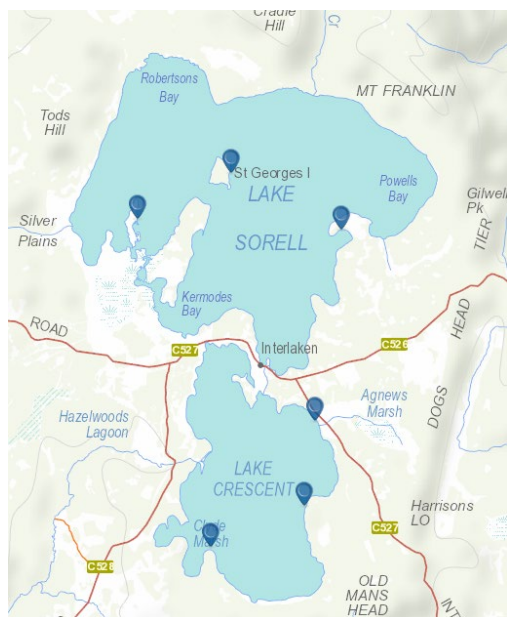 Cradle
Hill
Cr
Robertsons
Bay
MT FRANKLIN
Tods
Hill
St Georges I
LAKE
SORELL
Powells
Bay
Gilwell
Pk
TIER
Silver
Plains
Kermodes
Bay
ROAD
C527
Interlaken
C526
HEAD
DOGS
Agnews
Marsh
Hazelwoods
Lagoon
LAKE
CRESCENT
Clyde
Marsh
Harrisons
LO
C527
C528
OLD
MANS
HEAD
INT